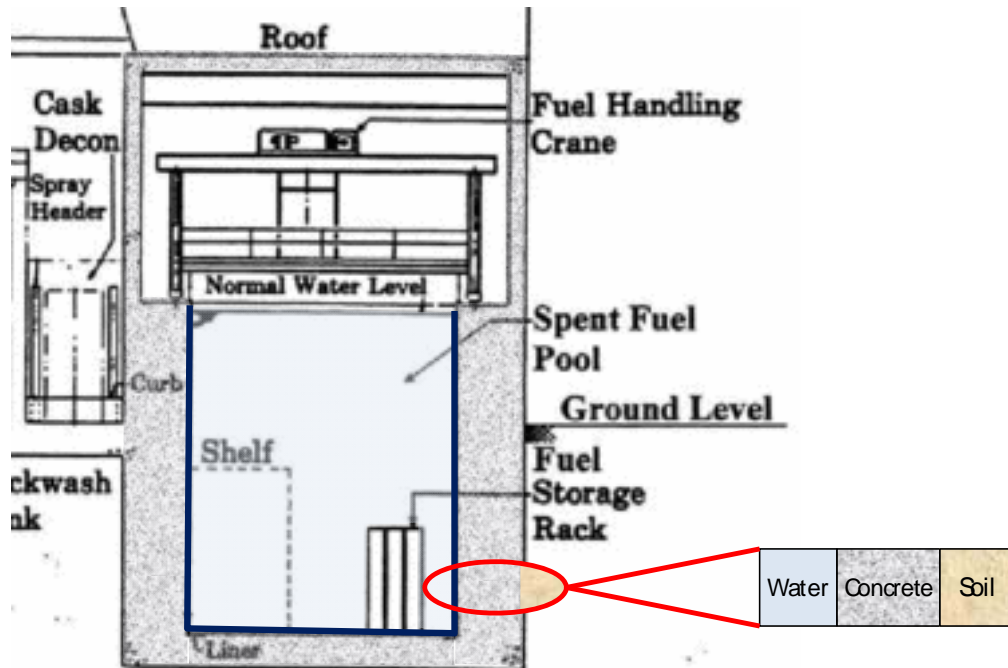 Roof
Cask
Decon
Spray
Header
Fuel Handling
Crane
Normal Water Level
Spent Fuel
Pool
Curb
Ground Level
Shelf
Fuel
Storage
Rack
ckwash
nk
Water
Concrete
Soil
Liner